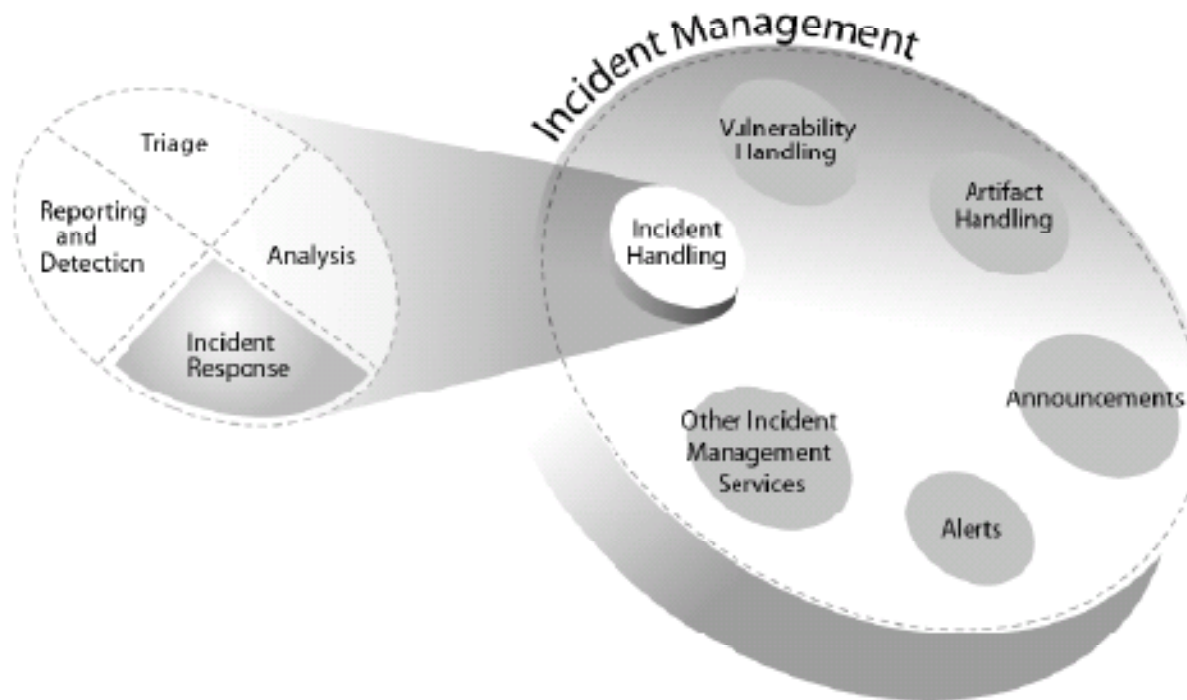 Incident Management
Triage
Reporting
and
Detection
Analysis
Incident
Response
Incident
Handling
Vulnerability
Handling
Artifact
Handling
Announcements
Other Incident
Management
Services
Alerts